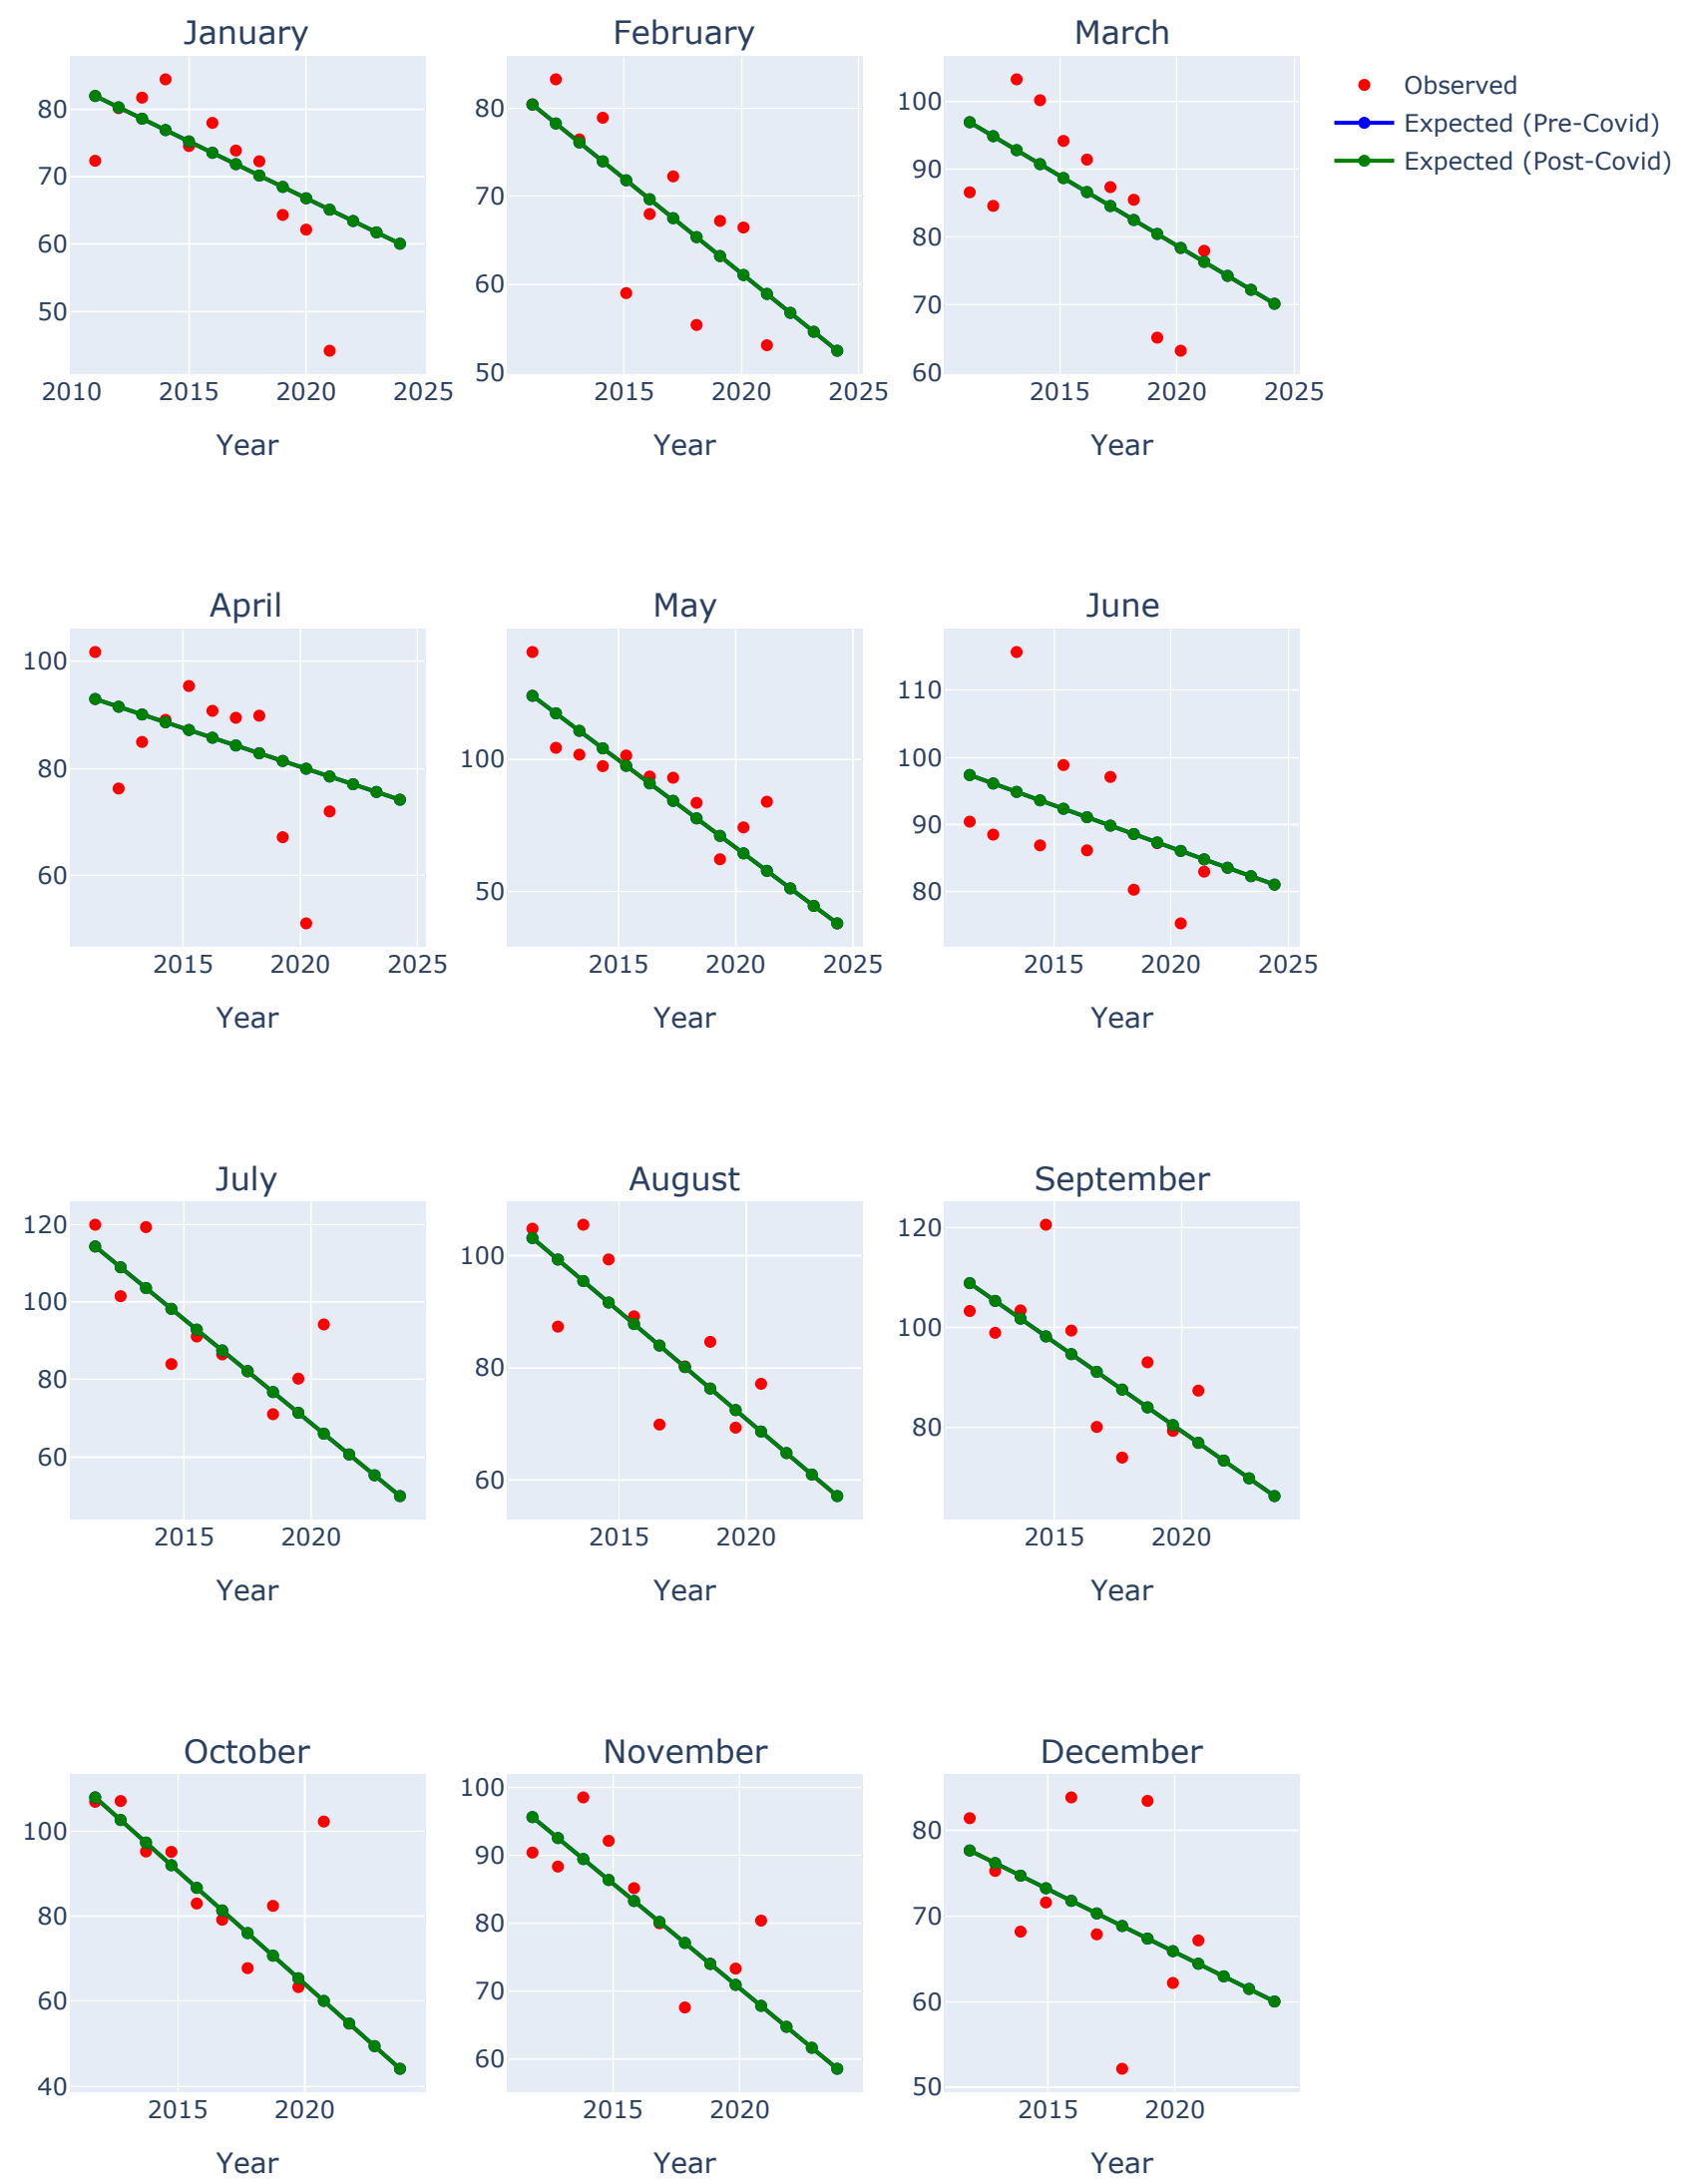 January
February
March
Observed
Expected (Pre-Covid)
Expected (Post-Covid)
80
70
60
50
2010 2015 2020 2025
Year
80
70
60
50
2015 2020 2025
Year
100
90
80
70
60
2015 2020 2025
Year
April
May
June
100
80
60
2015 2020 2025
Year
100
50
2015 2020 2025
Year
110
100
90
80
2015 2020 2025
Year
July
August
September
120
100
80
60
2015 2020
Year
100
80
60
2015 2020
Year
120
100
80
2015 2020
Year
October
November
December
100
80
60
40
2015 2020
Year
100
90
80
70
60
2015 2020
Year
80
70
60
50
2015 2020
Year